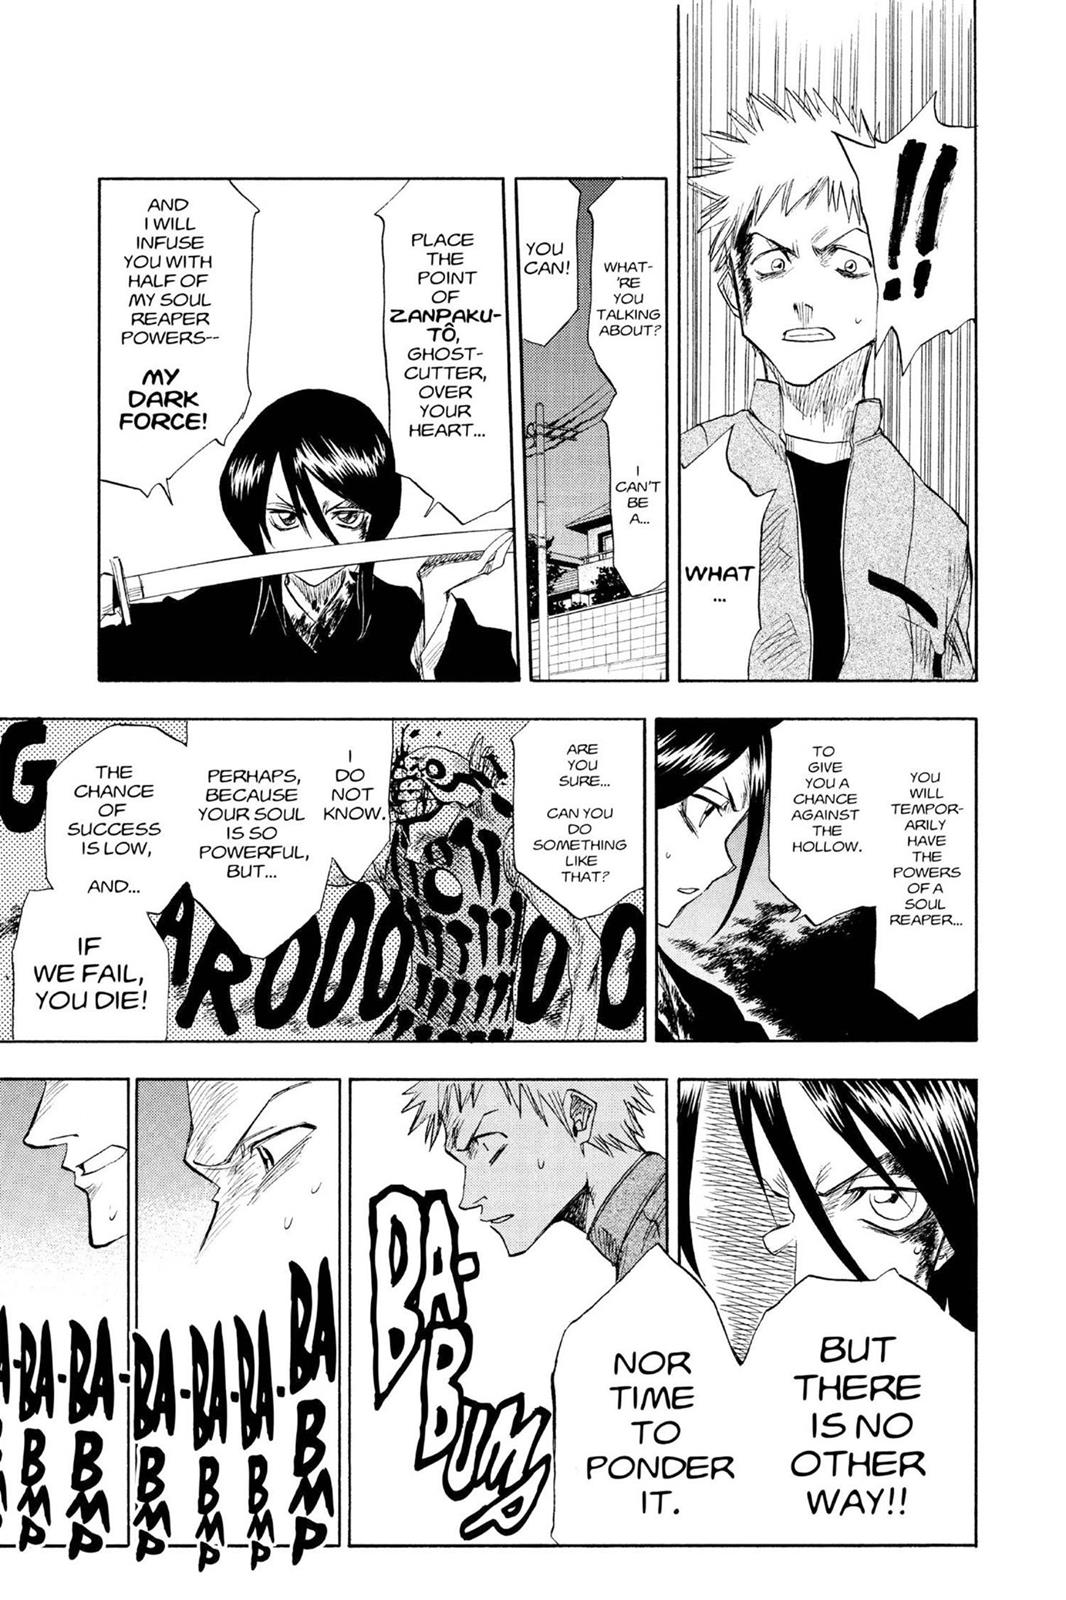 !!
WHAT
...
WHAT-
'RE
YOU
TALKING
ABOUT?
I
CAN'T
BE
A...
YOU
CAN!
PLACE
THE
POINT
OF
ZANPAKU-
TÔ,
GHOST-
CUTTER,
OVER
YOUR
HEART...
AND
I WILL
INFUSE
YOU WITH
HALF OF
MY SOUL
REAPER
POWERS--
MY
DARK
FORCE!
YOU
WILL
TEMPOR-
ARILY
HAVE
THE
POWERS
OF A
SOUL
REAPER...
TO
GIVE
YOU A
CHANCE
AGAINST
THE
HOLLOW.
ARE
YOU
SURE...
CAN YOU
DO
SOMETHING
LIKE
THAT?
I
DO
NOT
KNOW.
PERHAPS,
BECAUSE
YOUR SOUL
IS SO
POWERFUL,
BUT...
THE
CHANCE
OF
SUCCESS
IS LOW,
AND...
IF
WE FAIL,
YOU DIE!
G
AROOOO
O
O
BUT
THERE
IS NO
OTHER
WAY!!
NOR
TIME
TO
PONDER
IT.
BA-
BA-
BUMP
BA
BMP
BA-
BMP
BA-
BMP
BA-
BMP
BA-
BMP
BA-
BMP